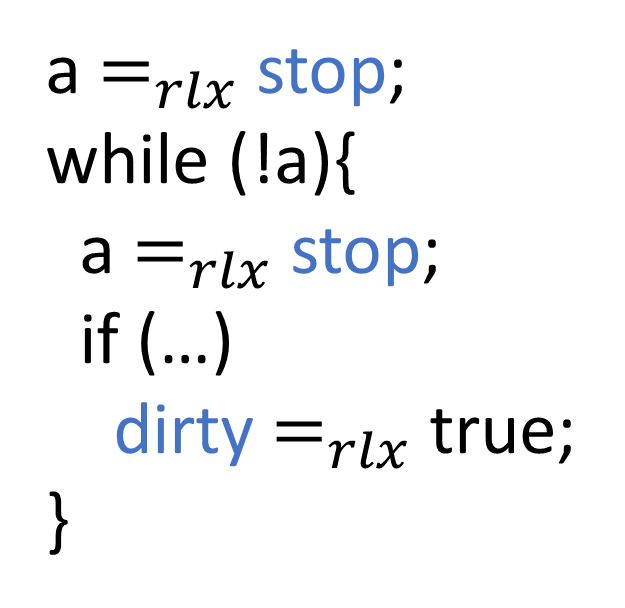 a =rlx stop;
while (!a){
a =rlx stop;
if (...)
dirty =rlx true;
}